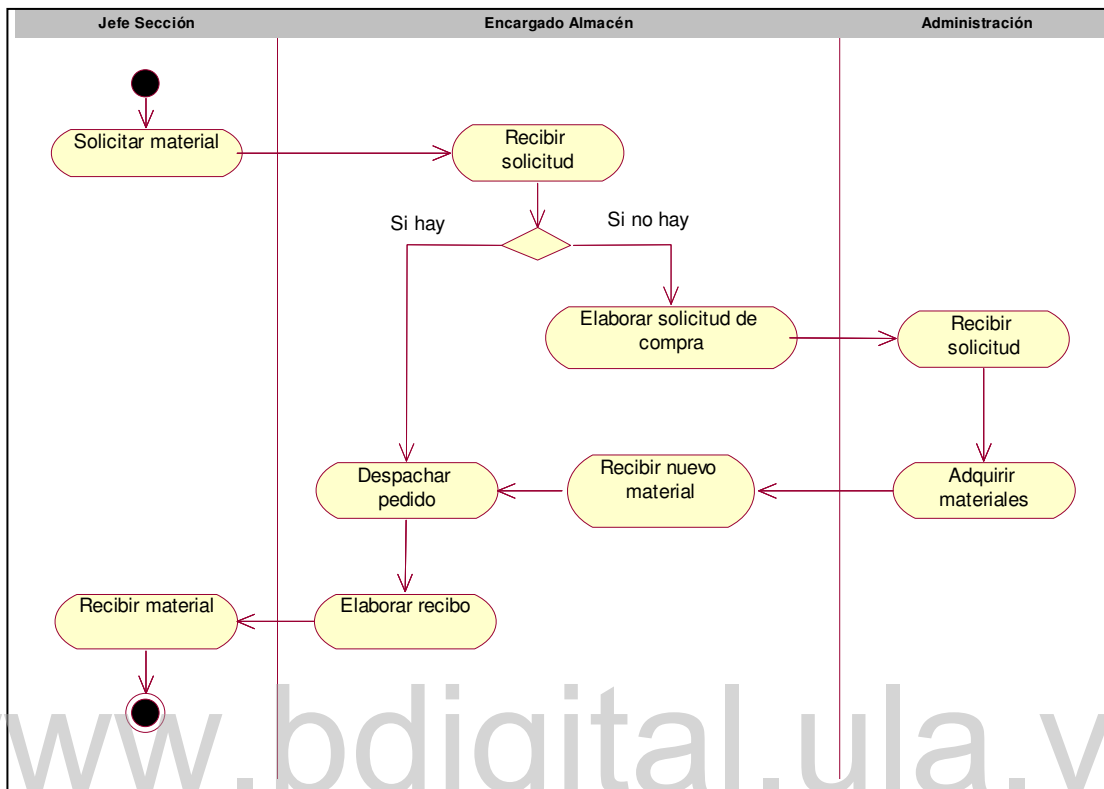 Jefe Sección
Encargado Almacén
Administración
Solicitar material
Recibir
solicitud
Si hay
Si no hay
Elaborar solicitud de
compra
Recibir
solicitud
Despachar
pedido
Recibir nuevo
material
Adquirir
materiales
Recibir material
Elaborar recibo
www.bdigital.ula.v